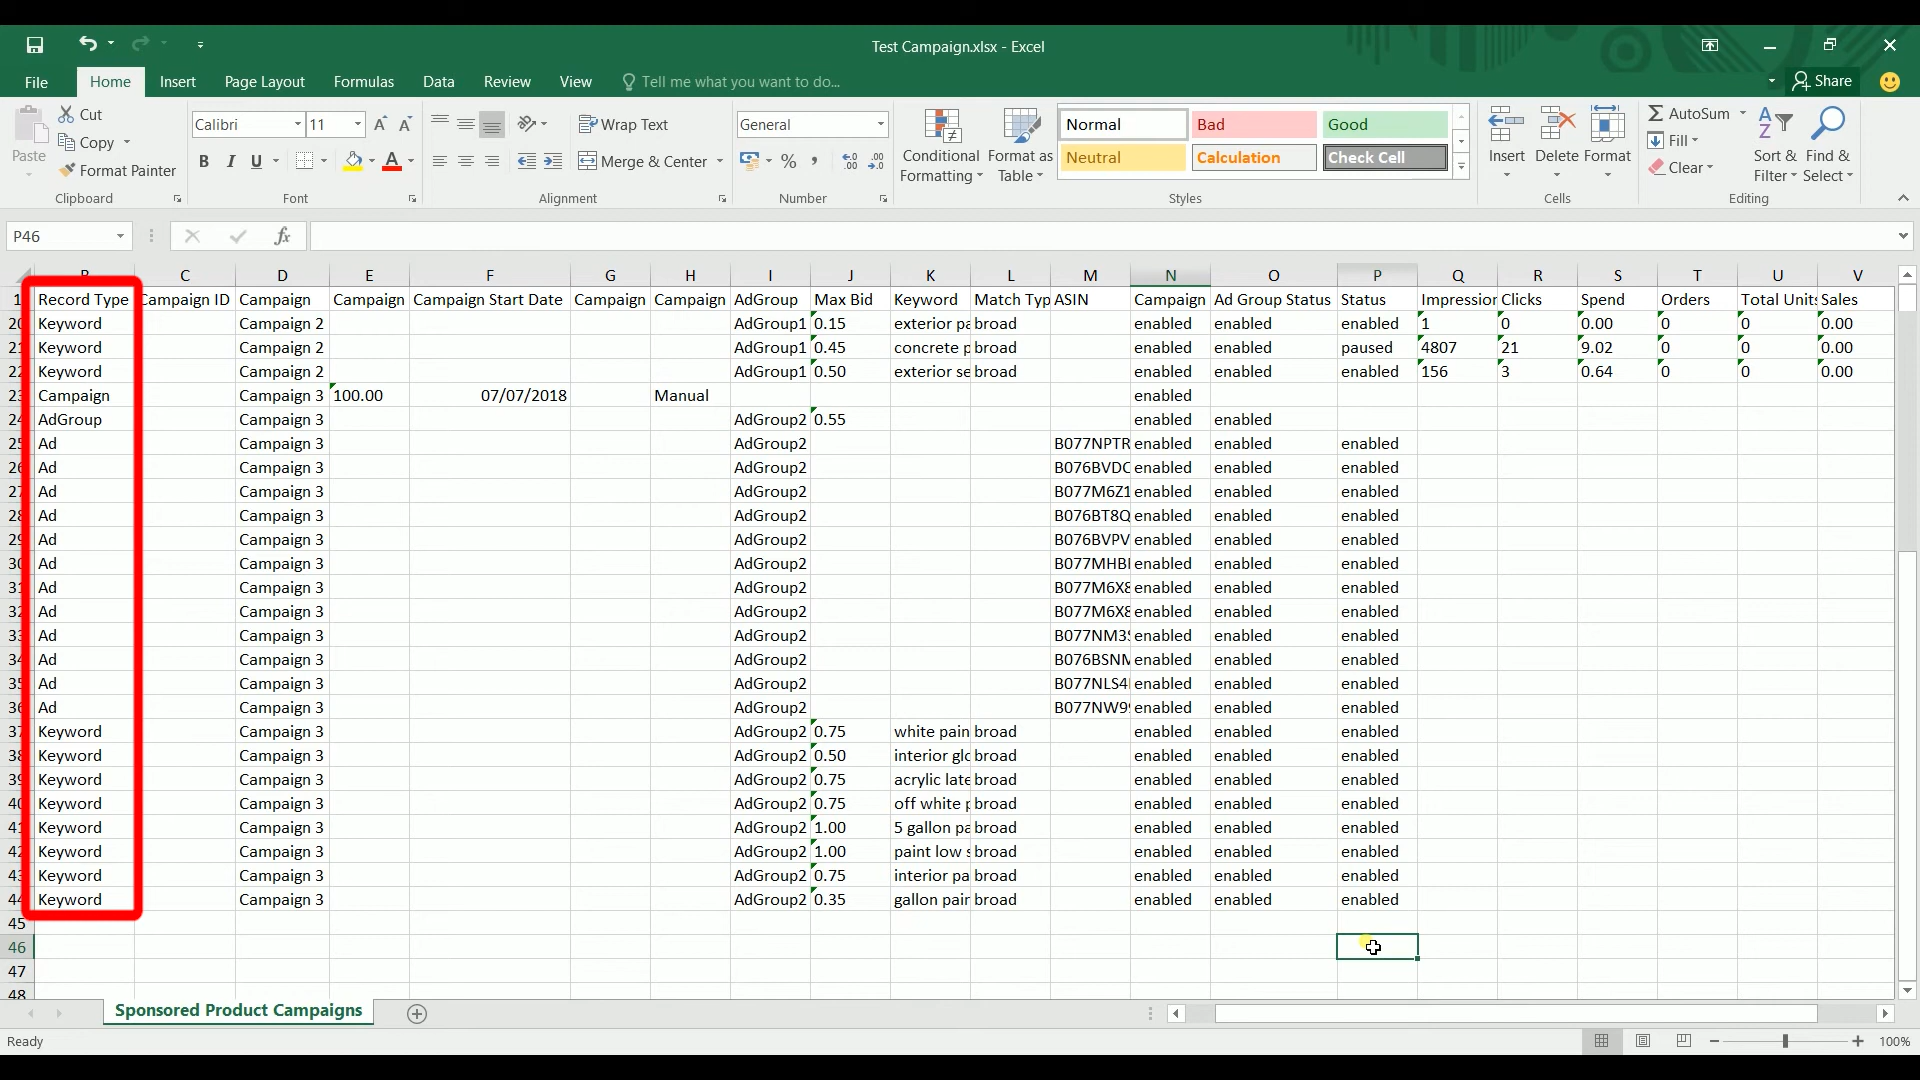 Test Campaign.xlsx - Excel
File Home Insert Page Layout Formulas Data Review View Tell me what you want to do... Share
Paste Cut Copy Format Painter
Calibri 11 B I U A A A
Wrap Text Merge & Center
General % ,
Conditional Formatting Format as Table
Normal Bad Good
Neutral Calculation Check Cell
Insert Delete Format
AutoSum Fill Clear
Sort & Filter Find & Select
Clipboard Font Alignment Number Styles Cells Editing
P46 fx
B C D E F G H I J K L M N O P Q R S T U V
1 Record Type Campaign ID Campaign Campaign Campaign Start Date Campaign Campaign AdGroup Max Bid Keyword Match Typ ASIN Campaign Ad Group Status Status Impression Clicks Spend Orders Total Units Sales
20 Keyword Campaign 2 AdGroup1 0.15 exterior pa broad enabled enabled enabled 1 0 0.00 0 0 0.00
21 Keyword Campaign 2 AdGroup1 0.45 concrete p broad enabled enabled paused 4807 21 9.02 0 0 0.00
22 Keyword Campaign 2 AdGroup1 0.50 exterior se broad enabled enabled enabled 156 3 0.64 0 0 0.00
23 Campaign Campaign 3 100.00 07/07/2018 Manual enabled
24 AdGroup Campaign 3 AdGroup2 0.55 enabled enabled
25 Ad Campaign 3 AdGroup2 B077NPTR enabled enabled enabled
26 Ad Campaign 3 AdGroup2 B076BVDC enabled enabled enabled
27 Ad Campaign 3 AdGroup2 B077M6Z1 enabled enabled enabled
28 Ad Campaign 3 AdGroup2 B076BT8Q enabled enabled enabled
29 Ad Campaign 3 AdGroup2 B076BVPV enabled enabled enabled
30 Ad Campaign 3 AdGroup2 B077MHB enabled enabled enabled
31 Ad Campaign 3 AdGroup2 B077M6X8 enabled enabled enabled
32 Ad Campaign 3 AdGroup2 B077M6X8 enabled enabled enabled
33 Ad Campaign 3 AdGroup2 B077NM3S enabled enabled enabled
34 Ad Campaign 3 AdGroup2 B076BSNM enabled enabled enabled
35 Ad Campaign 3 AdGroup2 B077NLS4 enabled enabled enabled
36 Ad Campaign 3 AdGroup2 B077NW99 enabled enabled enabled
37 Keyword Campaign 3 AdGroup2 0.75 white pain broad enabled enabled enabled
38 Keyword Campaign 3 AdGroup2 0.50 interior glo broad enabled enabled enabled
39 Keyword Campaign 3 AdGroup2 0.75 acrylic late broad enabled enabled enabled
40 Keyword Campaign 3 AdGroup2 0.75 off white p broad enabled enabled enabled
41 Keyword Campaign 3 AdGroup2 1.00 5 gallon pa broad enabled enabled enabled
42 Keyword Campaign 3 AdGroup2 1.00 paint low s broad enabled enabled enabled
43 Keyword Campaign 3 AdGroup2 0.75 interior pa broad enabled enabled enabled
44 Keyword Campaign 3 AdGroup2 0.35 gallon pain broad enabled enabled enabled
45
46
47
48
Sponsored Product Campaigns
Ready 100%